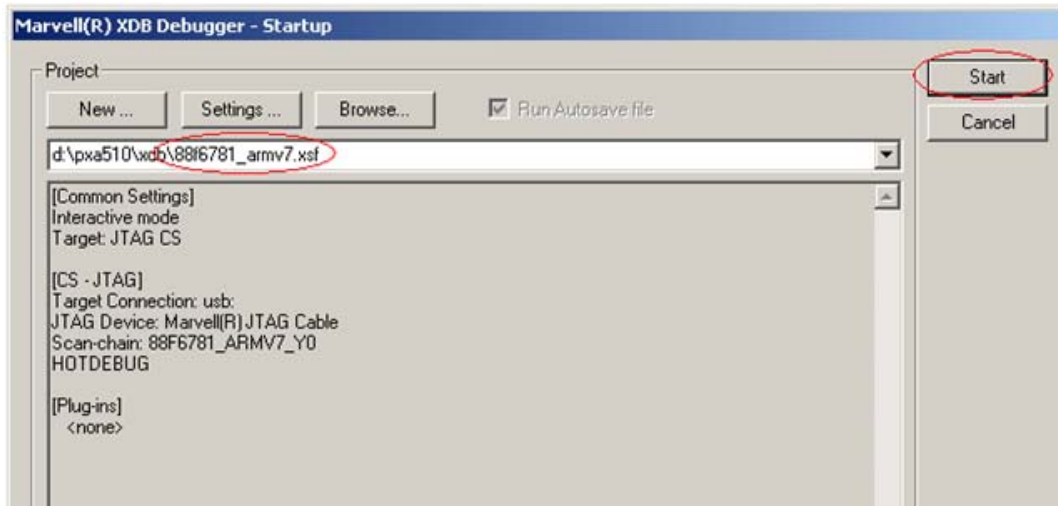 Marvell(R) XDB Debugger - Startup
Project
New ... Settings ... Browse... Run Autosave file
Start
Cancel
d:\pxa510\xdb\88f6781_armv7.xsf
[Common Settings]
Interactive mode
Target: JTAG CS
[CS - JTAG]
Target Connection: usb:
JTAG Device: Marvell(R) JTAG Cable
Scan-chain: 88F6781_ARMV7_Y0
HOTDEBUG
[Plug-ins]
<none>